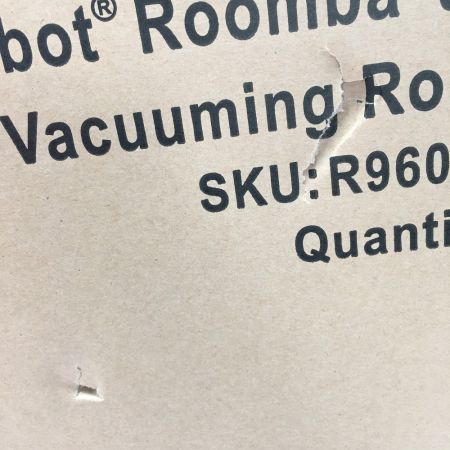 bot® Roomba
Vacuuming Ro
SKU: R960
Quanti